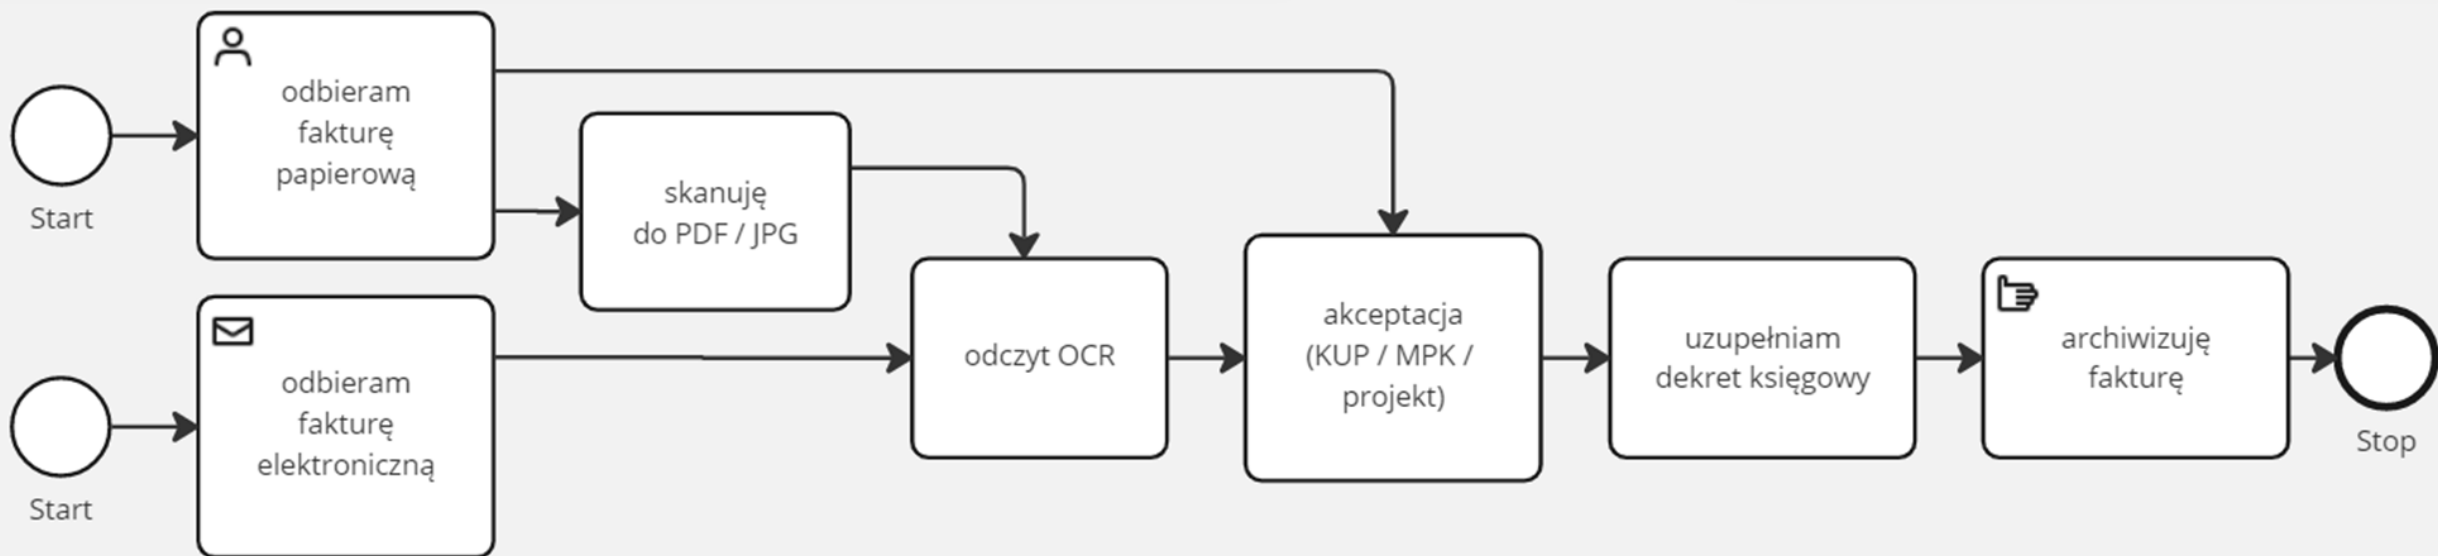 odbieram
fakturę
papierową
Start
skanuję
do PDF / JPG
odbieram
fakturę
elektroniczną
Start
odczyt OCR
akceptacja
(KUP / MPK /
projekt)
uzupełniam
dekret księgowy
archiwizuję
fakturę
Stop